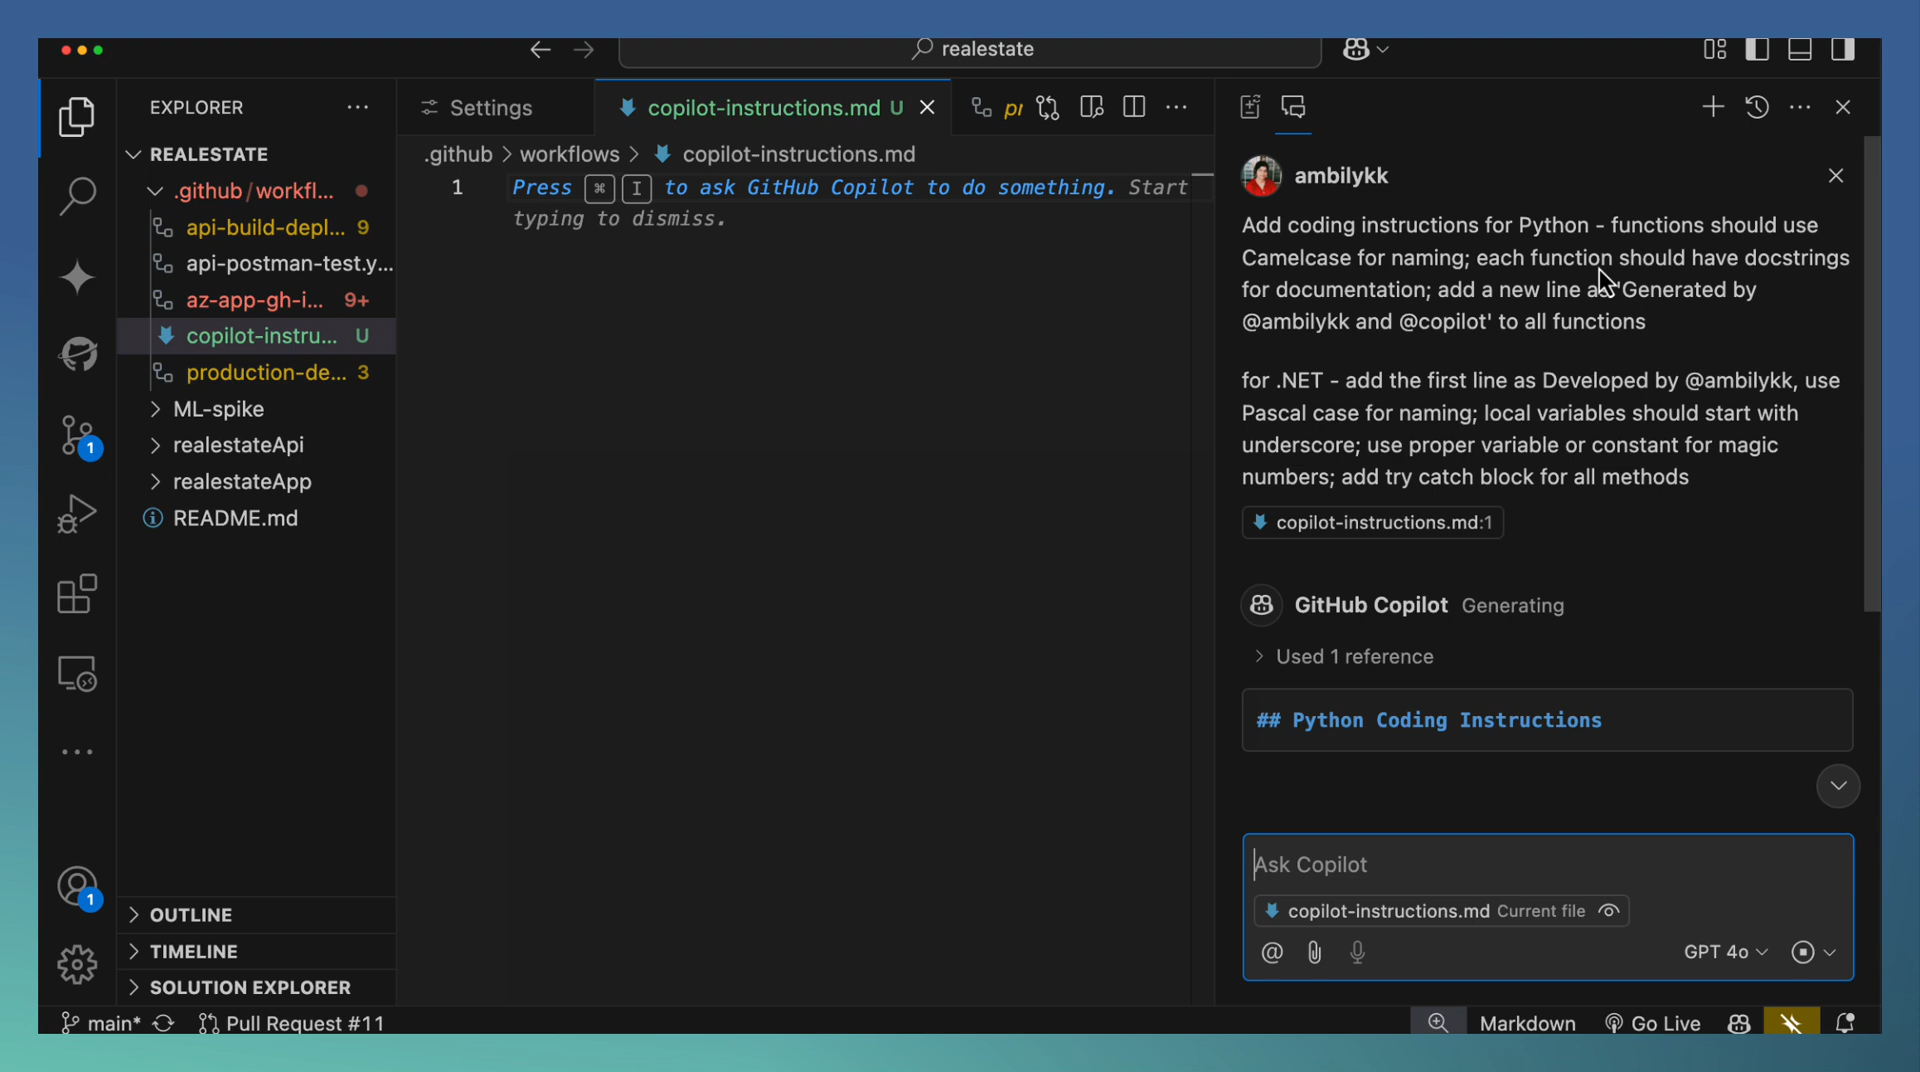 realestate
EXPLORER
REALESTATE
.github/workfl...
api-build-depl... 9
api-postman-test.y...
az-app-gh-i... 9+
copilot-instru... U
production-de... 3
ML-spike
realestateApi
realestateApp
README.md
OUTLINE
TIMELINE
SOLUTION EXPLORER
1
1
Settings
copilot-instructions.md U
pr
.github > workflows > copilot-instructions.md
1 Press ⌘ I to ask GitHub Copilot to do something. Start
typing to dismiss.
ambilykk
Add coding instructions for Python - functions should use
Camelcase for naming; each function should have docstrings
for documentation; add a new line as 'Generated by
@ambilykk and @copilot' to all functions
for .NET - add the first line as Developed by @ambilykk, use
Pascal case for naming; local variables should start with
underscore; use proper variable or constant for magic
numbers; add try catch block for all methods
copilot-instructions.md:1
GitHub Copilot Generating
Used 1 reference
## Python Coding Instructions
Ask Copilot
copilot-instructions.md Current file
@
GPT 4o
main*
Pull Request #11
Markdown
Go Live